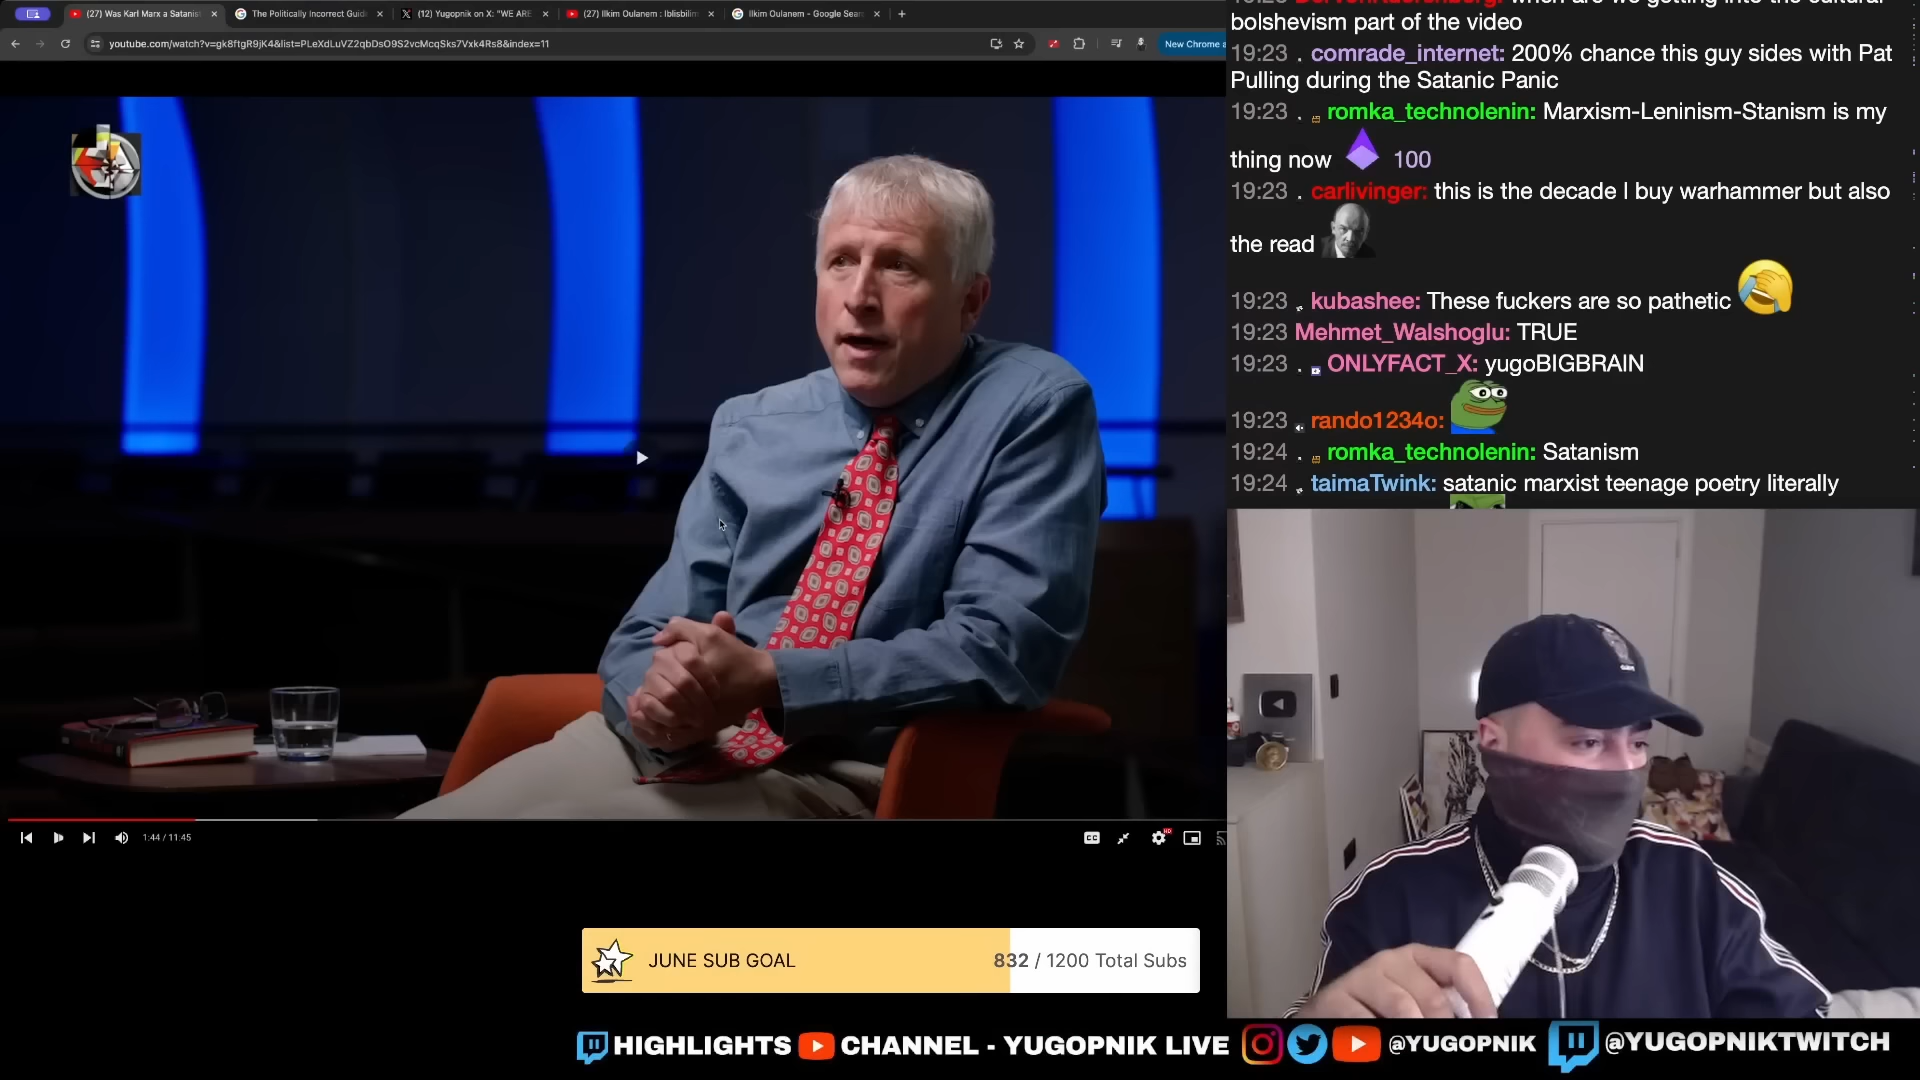 (27) Was Karl Marx a Satanist
The Politically Incorrect Guid
(12) Yugopnik on X: "WE ARE
(27) Ilkim Oulanem : Iblisbilim
Ilkim Oulanem - Google Sear
youtube.com/watch?v=gk8ftgR9jK4&list=PLeXdLuVZ2qbDsO9S2vcMcqSks7Vxk4Rs8&index=11
New Chrome a
bolshevism part of the video
19:23 comrade_internet: 200% chance this guy sides with Pat
Pulling during the Satanic Panic
19:23 romka_technolenin: Marxism-Leninism-Stanism is my
thing now 100
19:23 carlivinger: this is the decade I buy warhammer but also
the read
19:23 kubashee: These fuckers are so pathetic
19:23 Mehmet_Walshoglu: TRUE
19:23 ONLYFACT_X: yugoBIGBRAIN
19:23 rando1234o:
19:24 romka_technolenin: Satanism
19:24 taimaTwink: satanic marxist teenage poetry literally
1:44 / 11:45
CC
HD
JUNE SUB GOAL
832 / 1200 Total Subs
HIGHLIGHTS CHANNEL - YUGOPNIK LIVE @YUGOPNIK @YUGOPNIKTWITCH